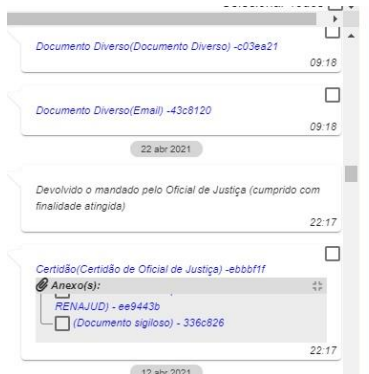 Documento Diverso(Documento Diverso) -c03ea21
09:18
Documento Diverso(Email) -43c8120
09:18
22 abr 2021
Devolvido o mandado pelo Oficial de Justiça (cumprido com
finalidade atingida)
22:17
Certidão(Certidão de Oficial de Justiça) -ebbbf1f
Anexo(s):
RENAJUD) - ee9443b
(Documento sigiloso) - 336c826
22:17
12 abr 2021